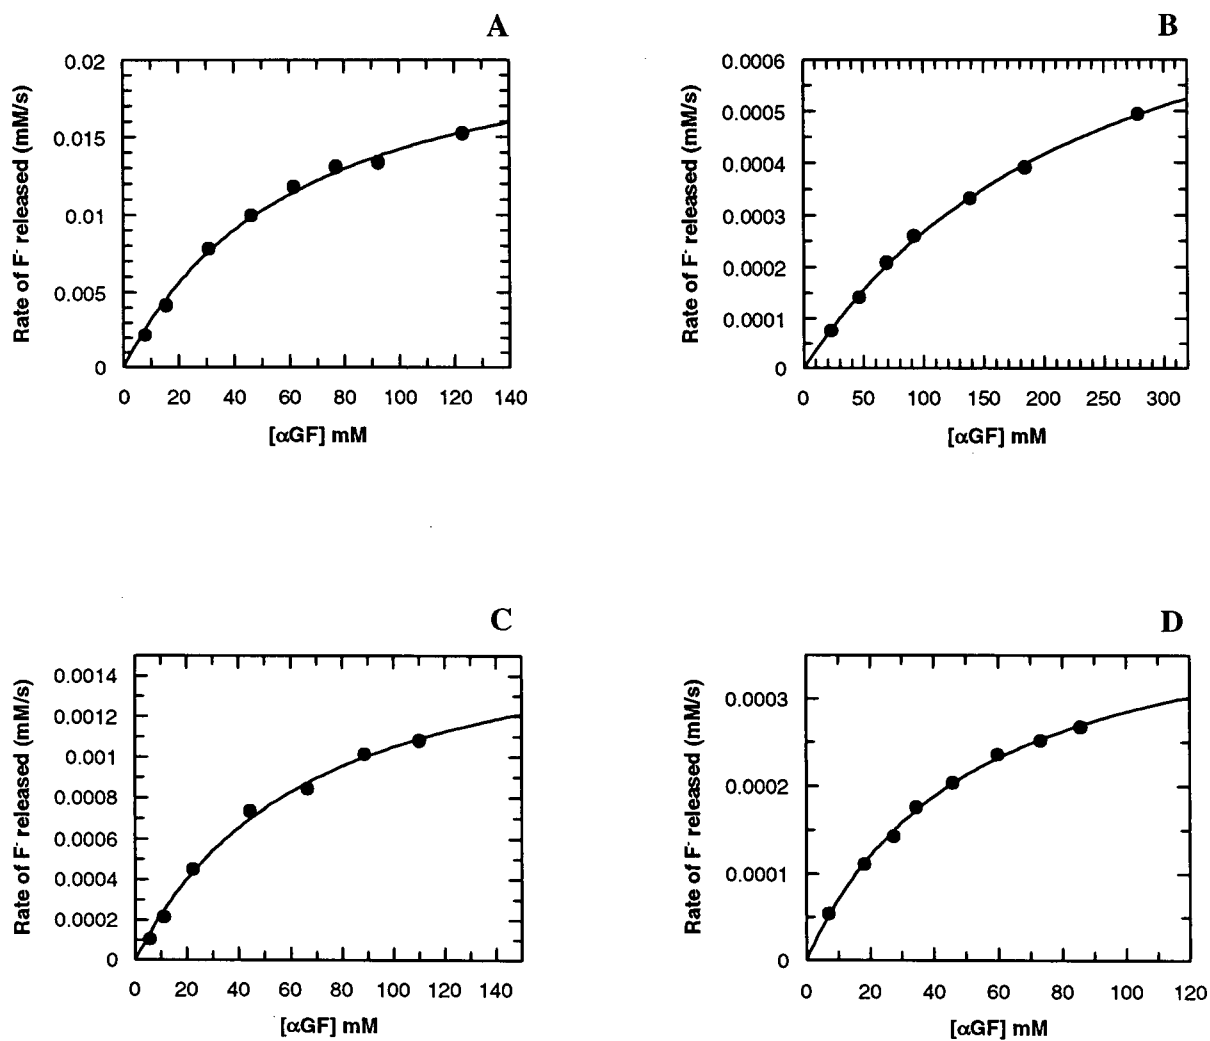 A
Rate of F- released (mM/s)
0.02
0.015
0.01
0.005
0
0 20 40 60 80 100 120 140
[αGF] mM
B
Rate of F- released (mM/s)
0.0006
0.0005
0.0004
0.0003
0.0002
0.0001
0
0 50 100 150 200 250 300
[αGF] mM
C
Rate of F- released (mM/s)
0.0014
0.0012
0.001
0.0008
0.0006
0.0004
0.0002
0
0 20 40 60 80 100 120 140
[αGF] mM
D
Rate of F- released (mM/s)
0.0003
0.0002
0.0001
0
0 20 40 60 80 100 120
[αGF] mM